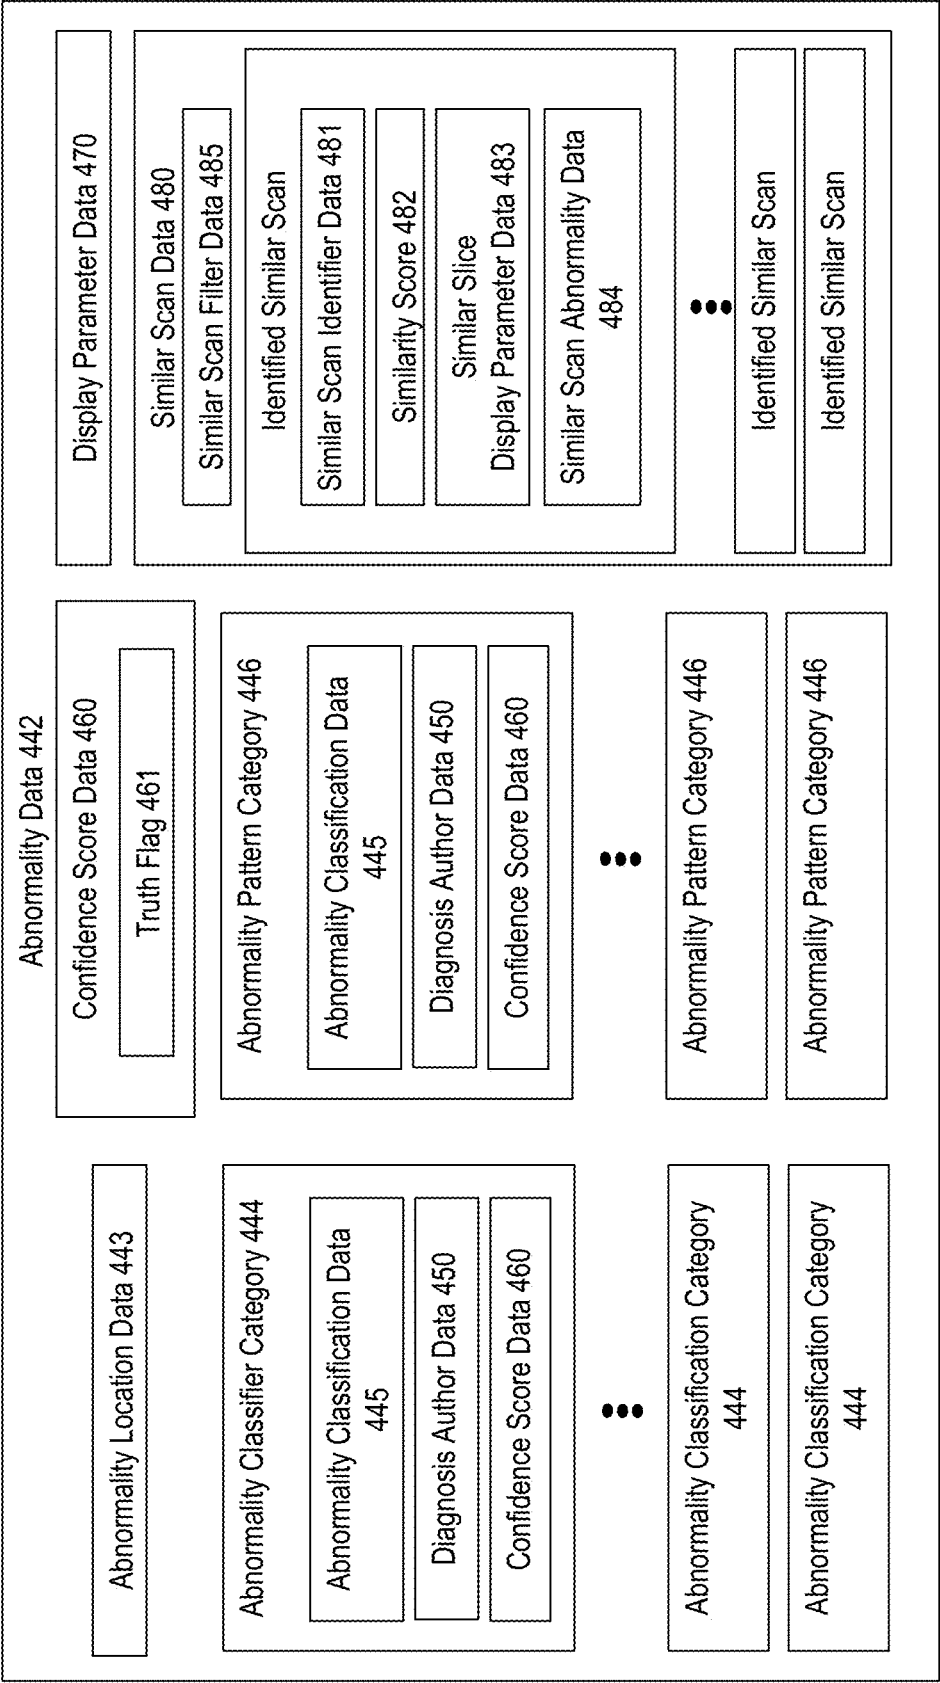 Abnormality Data 442
Abnormality Location Data 443
Abnormality Classifier Category 444
Abnormality Classification Data
445
Diagnosis Author Data 450
Confidence Score Data 460
Abnormality Classification Category
444
Abnormality Classification Category
444
Confidence Score Data 460
Truth Flag 461
Abnormality Pattern Category 446
Abnormality Classification Data
445
Diagnosis Author Data 450
Confidence Score Data 460
Abnormality Pattern Category 446
Abnormality Pattern Category 446
Display Parameter Data 470
Similar Scan Data 480
Similar Scan Filter Data 485
Identified Similar Scan
Similar Scan Identifier Data 481
Similarity Score 482
Similar Slice
Display Parameter Data 483
Similar Scan Abnormality Data
484
Identified Similar Scan
Identified Similar Scan